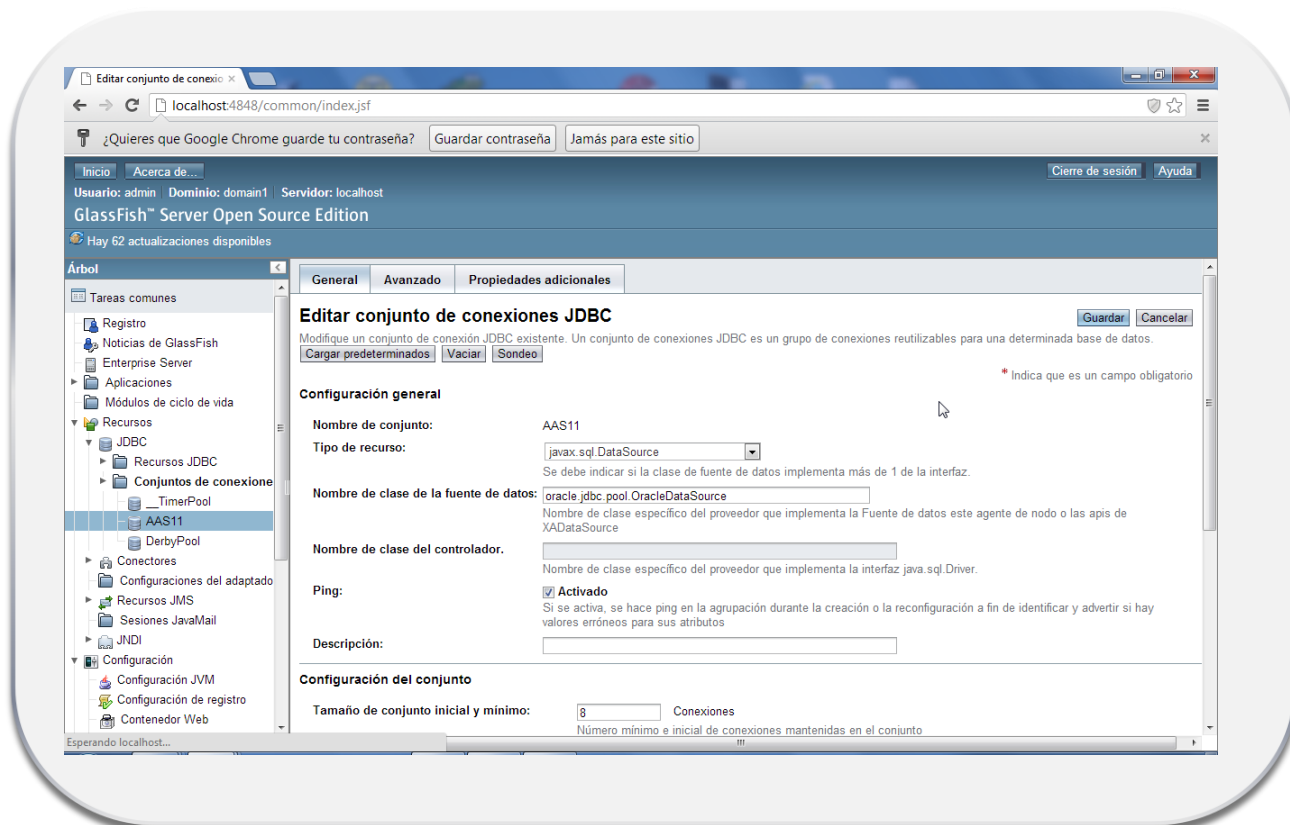 Editar conjunto de conexio
localhost:4848/common/index.jsf
¿Quieres que Google Chrome guarde tu contraseña? Guardar contraseña Jamás para este sitio
Inicio Acerca de... Cierre de sesión Ayuda
Usuario: admin Dominio: domain1 Servidor: localhost
GlassFish™ Server Open Source Edition
Hay 62 actualizaciones disponibles
Árbol
Tareas comunes
Registro
Noticias de GlassFish
Enterprise Server
Aplicaciones
Módulos de ciclo de vida
Recursos
JDBC
Recursos JDBC
Conjuntos de conexione
__TimerPool
AAS11
DerbyPool
Conectores
Configuraciones del adaptado
Recursos JMS
Sesiones JavaMail
JNDI
Configuración
Configuración JVM
Configuración de registro
Contenedor Web
Esperando localhost...
General Avanzado Propiedades adicionales
Editar conjunto de conexiones JDBC Guardar Cancelar
Modifique un conjunto de conexión JDBC existente. Un conjunto de conexiones JDBC es un grupo de conexiones reutilizables para una determinada base de datos.
Cargar predeterminados Vaciar Sondeo
* Indica que es un campo obligatorio
Configuración general
Nombre de conjunto: AAS11
Tipo de recurso: javax.sql.DataSource
Se debe indicar si la clase de fuente de datos implementa más de 1 de la interfaz.
Nombre de clase de la fuente de datos: oracle.jdbc.pool.OracleDataSource
Nombre de clase específico del proveedor que implementa la Fuente de datos este agente de nodo o las apis de
XADataSource
Nombre de clase del controlador.
Nombre de clase específico del proveedor que implementa la interfaz java.sql.Driver.
Ping: Activado
Si se activa, se hace ping en la agrupación durante la creación o la reconfiguración a fin de identificar y advertir si hay
valores erróneos para sus atributos
Descripción:
Configuración del conjunto
Tamaño de conjunto inicial y mínimo: 8 Conexiones
Número mínimo e inicial de conexiones mantenidas en el conjunto